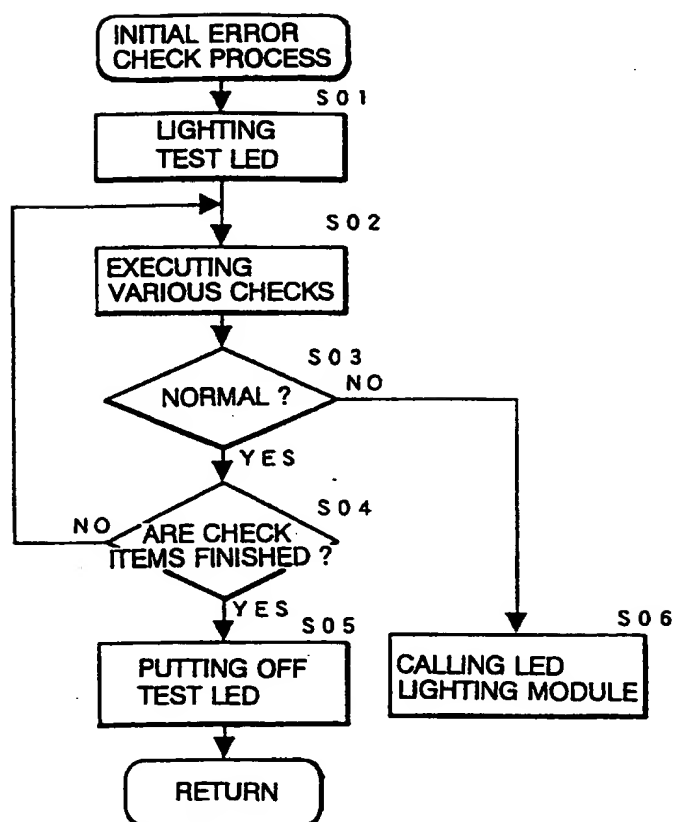 INITIAL ERROR
CHECK PROCESS
S01
LIGHTING
TEST LED
S02
EXECUTING
VARIOUS CHECKS
S03
NORMAL ?
NO
YES
S04
NO
ARE CHECK
ITEMS FINISHED ?
YES
S05
PUTTING OFF
TEST LED
S06
CALLING LED
LIGHTING MODULE
RETURN